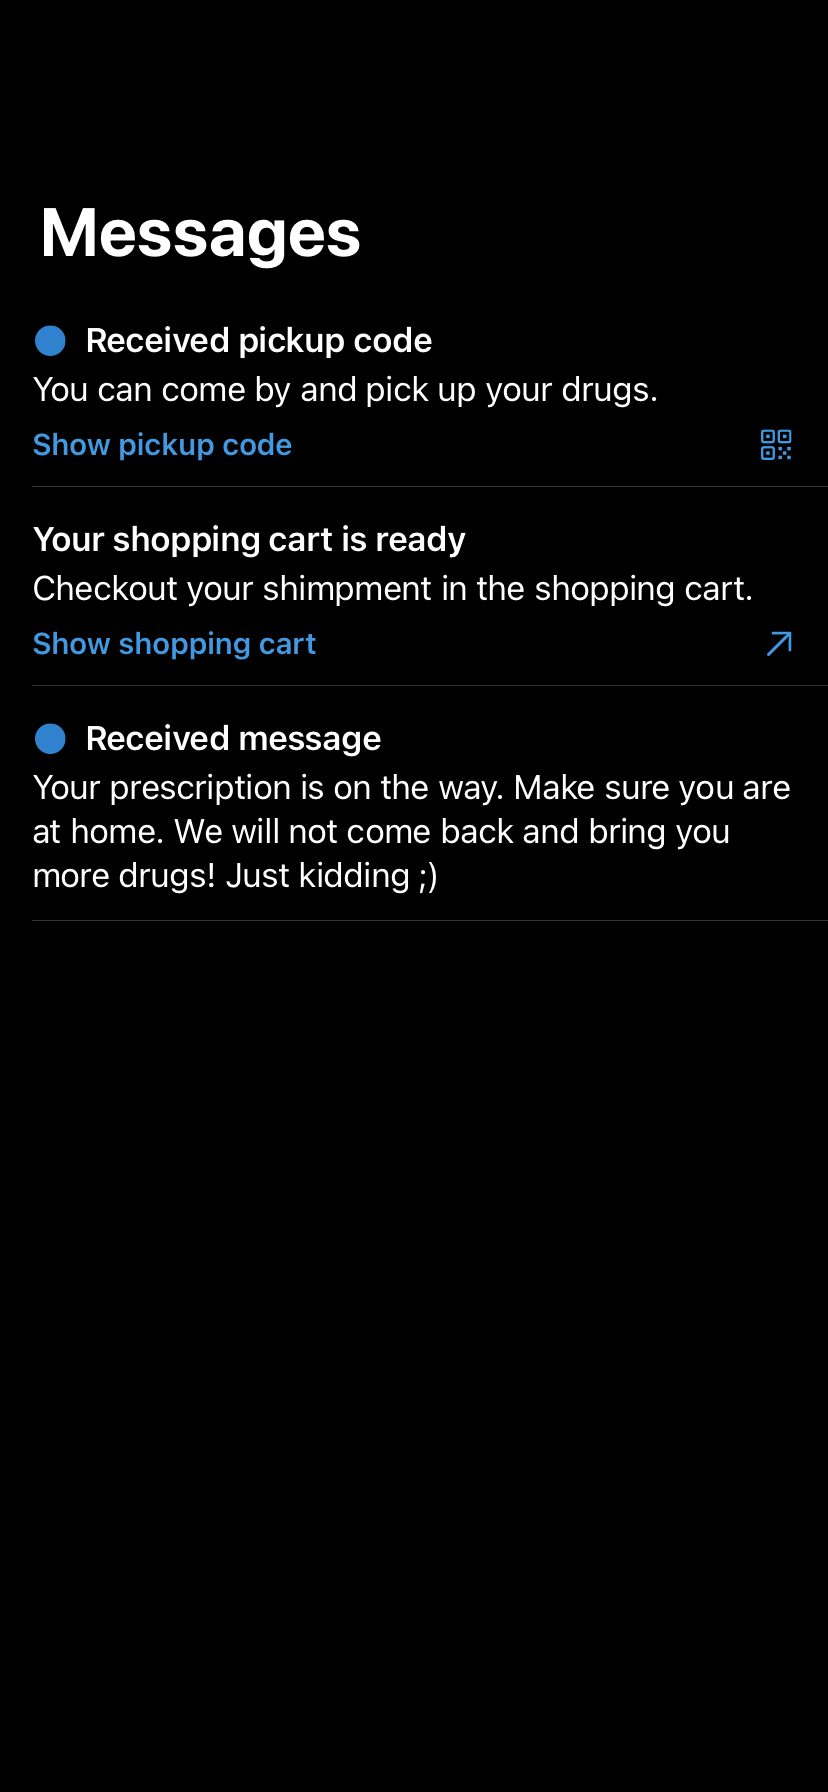 Messages
Received pickup code
You can come by and pick up your drugs.
Show pickup code
Your shopping cart is ready
Checkout your shimpment in the shopping cart.
Show shopping cart
Received message
Your prescription is on the way. Make sure you are
at home. We will not come back and bring you
more drugs! Just kidding ;)